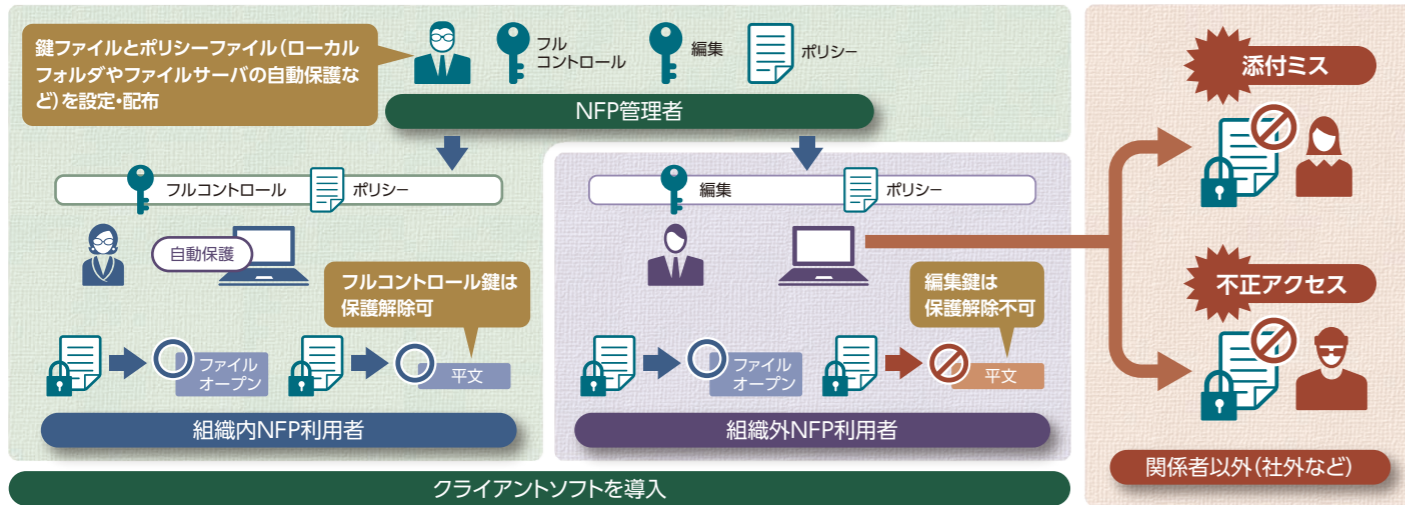 鍵ファイルとポリシーファイル（ローカル
フォルダやファイルサーバの自動保護な
ど）を設定・配布
フル
コントロール
編集
ポリシー
NFP管理者
フルコントロール
ポリシー
自動保護
フルコントロール鍵は
保護解除可
ファイル
オープン
平文
組織内NFP利用者
編集
ポリシー
編集鍵は
保護解除不可
ファイル
オープン
平文
組織外NFP利用者
クライアントソフトを導入
添付ミス
不正アクセス
関係者以外（社外など）